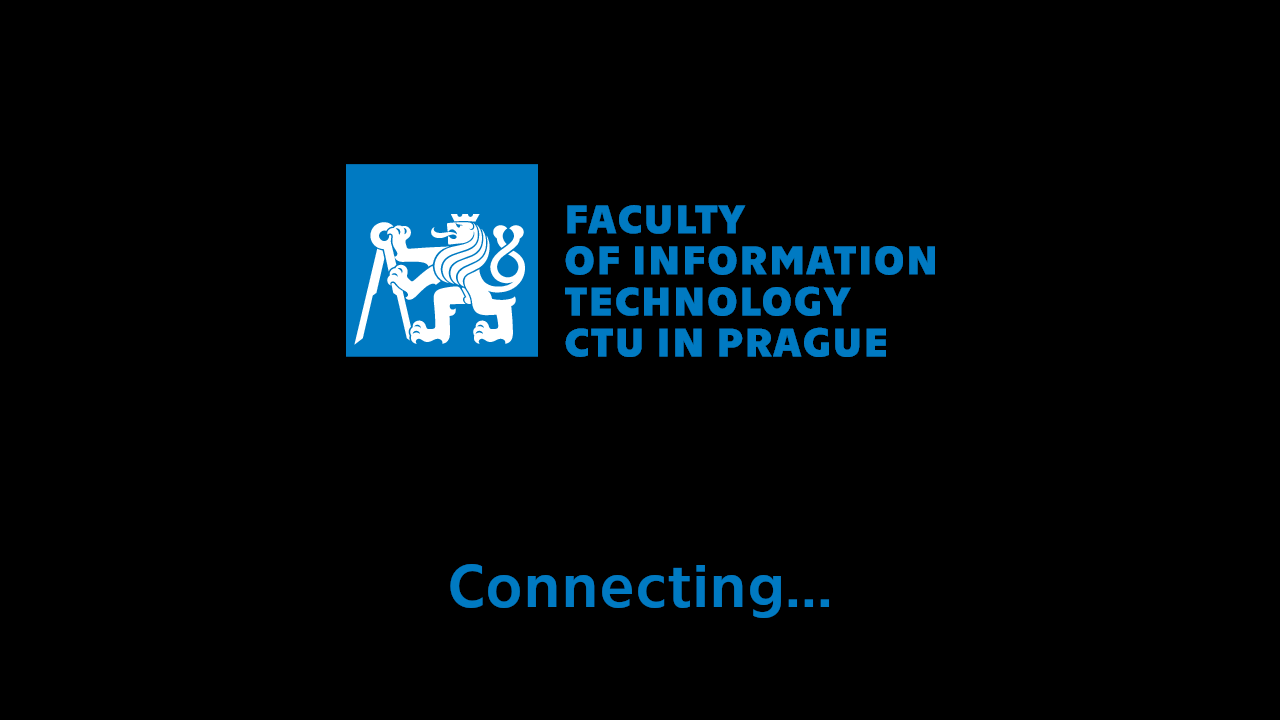 FACULTY
OF INFORMATION
TECHNOLOGY
CTU IN PRAGUE
Connecting...